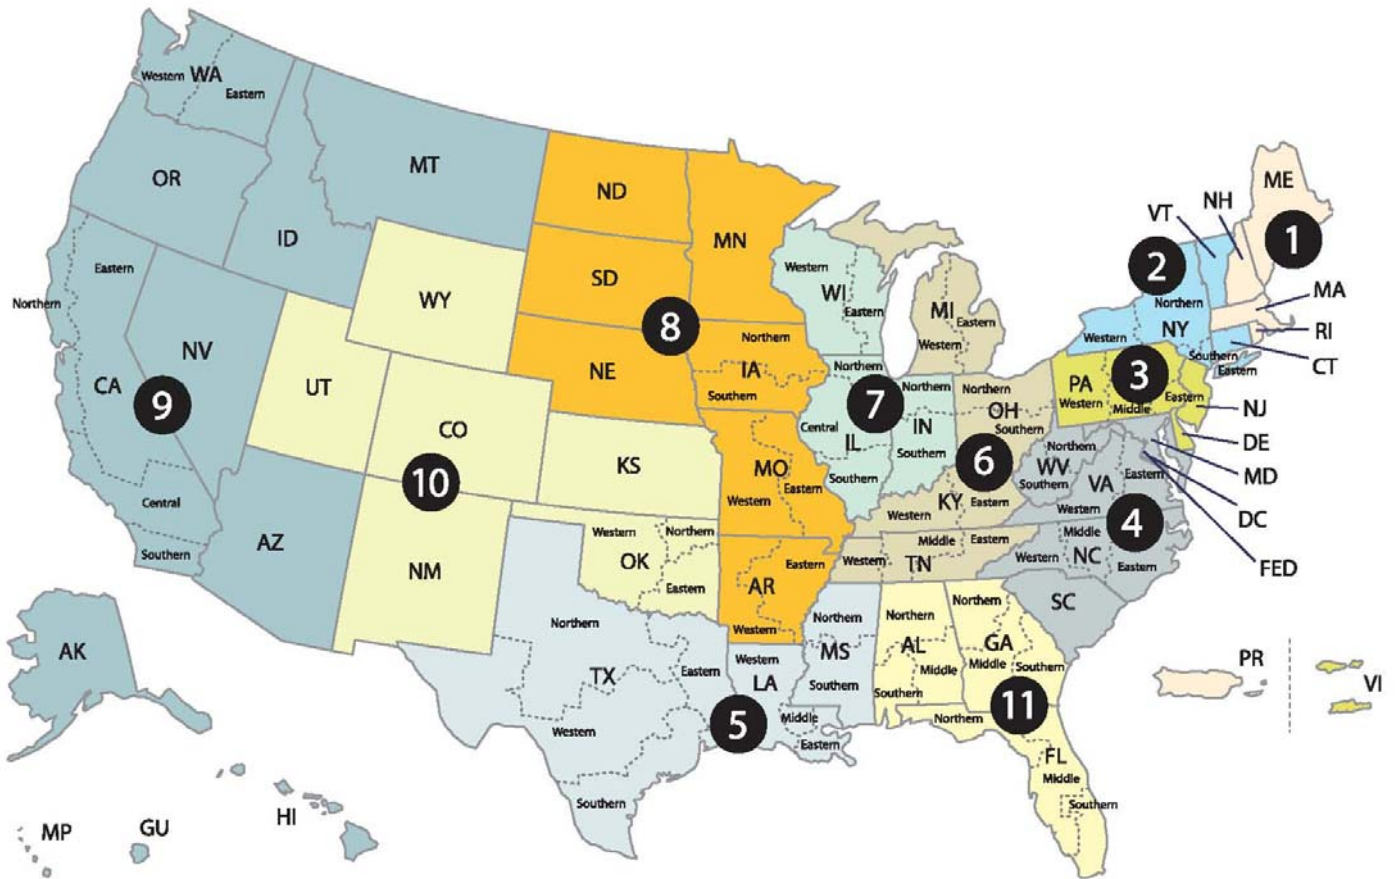 WA
Western
Eastern
OR
MT
ID
WY
NV
UT
CO
CA
Northern
Eastern
Central
Southern
9
AZ
NM
10
KS
OK
Western
Northern
Eastern
ND
SD
NE
8
MN
IA
Northern
Southern
MO
Western
Eastern
AR
Eastern
Western
WI
Western
Eastern
MI
Western
Eastern
7
IL
Northern
Central
Southern
IN
Northern
Southern
OH
Northern
Southern
6
KY
Western
Eastern
TN
Western
Middle
Eastern
ME
1
NH
VT
2
MA
RI
CT
NY
Northern
Western
Southern
Eastern
3
PA
Western
Middle
Eastern
NJ
DE
MD
DC
FED
WV
Northern
Southern
VA
Eastern
Western
4
NC
Western
Middle
Eastern
SC
TX
Northern
Eastern
Western
Southern
5
LA
Western
Middle
Eastern
MS
Northern
Southern
AL
Northern
Middle
Southern
GA
Northern
Middle
Southern
11
FL
Northern
Middle
Southern
AK
HI
MP
GU
PR
VI